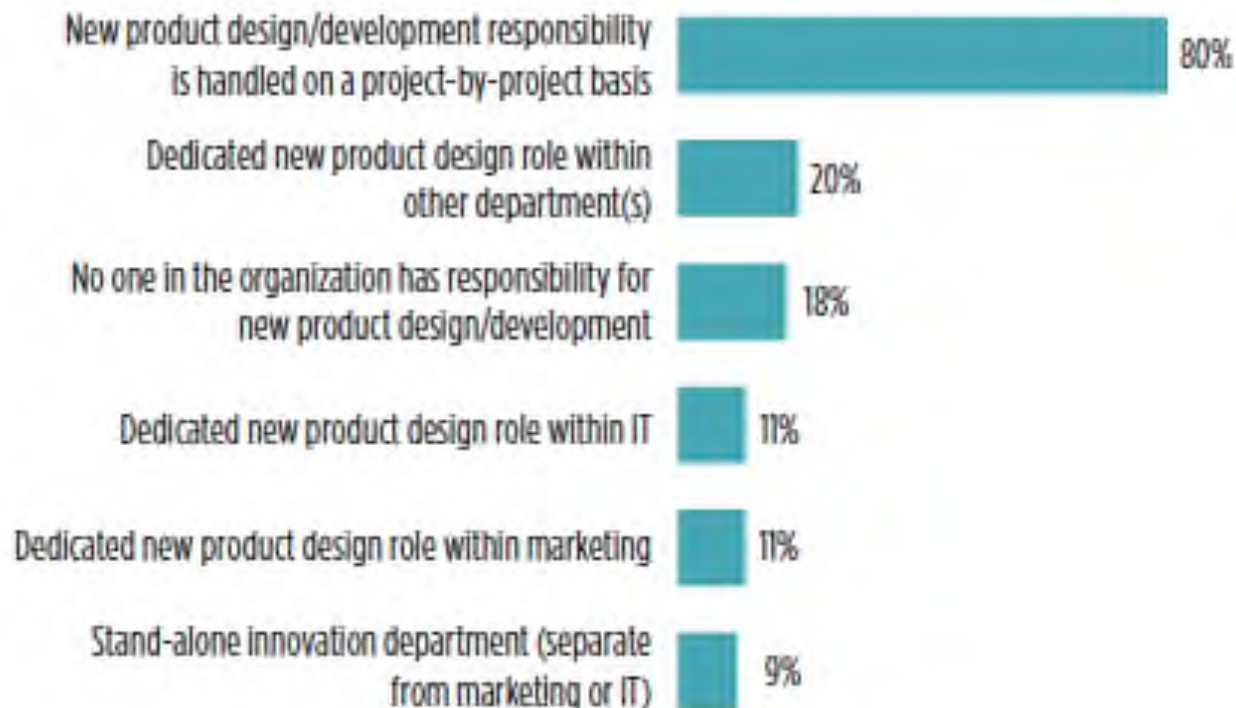 New product design/development responsibility
is handled on a project-by-project basis
80%
Dedicated new product design role within
other department(s)
20%
No one in the organization has responsibility for
new product design/development
18%
Dedicated new product design role within IT
11%
Dedicated new product design role within marketing
11%
Stand-alone innovation department (separate
from marketing or IT)
9%